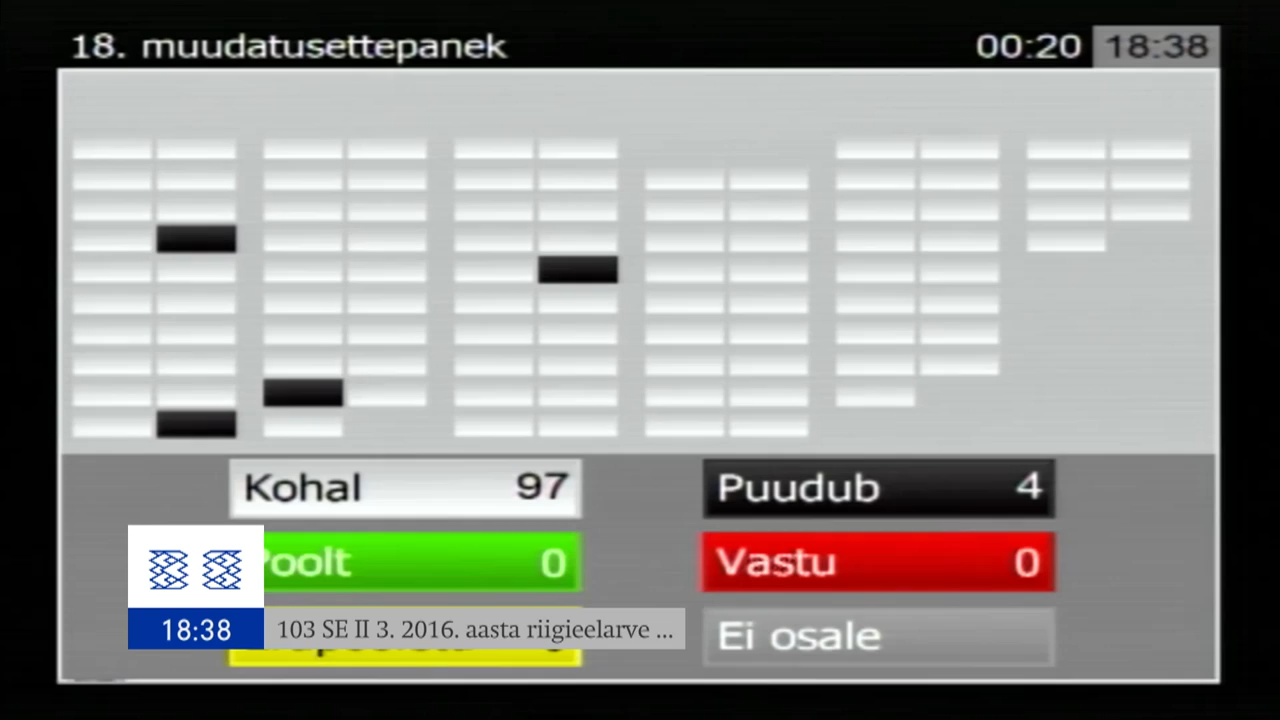 18. muudatusettepanek 00:20 18:38
Kohal 97 Puudub 4
Poolt 0 Vastu 0
18:38 103 SE II 3. 2016. aasta riigieelarve ...
Ei osale